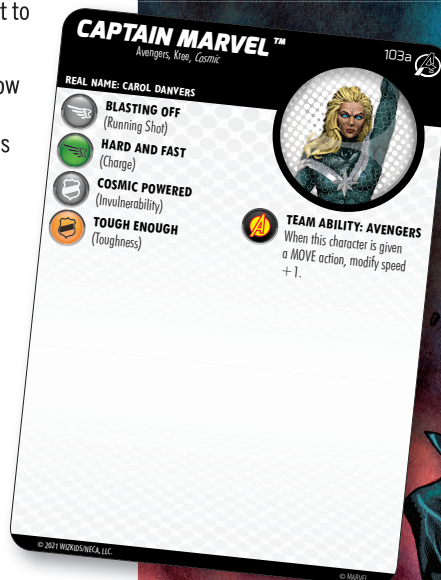 t to
ow
s
CAPTAIN MARVEL™
Avengers, Kree, Cosmic
103a
REAL NAME: CAROL DANVERS
BLASTING OFF
(Running Shot)
HARD AND FAST
(Charge)
COSMIC POWERED
(Invulnerability)
TOUGH ENOUGH
(Toughness)
TEAM ABILITY: AVENGERS
When this character is given
a MOVE action, modify speed
+1.
© 2021 WIZKIDS/NECA, LLC.
© MARVEL